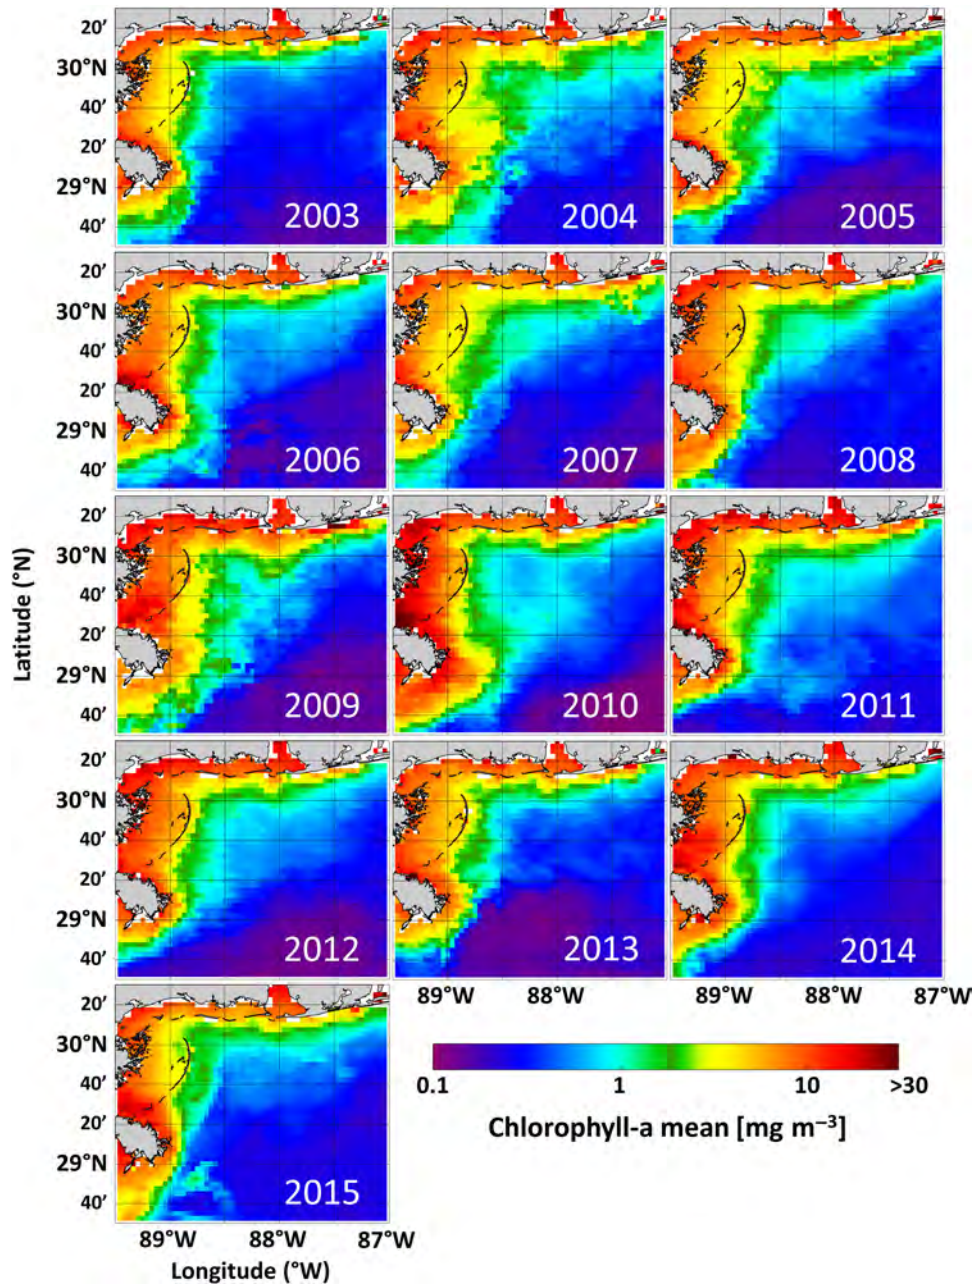 20′
30°N
40′
20′
29°N
40′
2003
2004
2005
20′
30°N
40′
20′
29°N
40′
2006
2007
2008
Latitude (°N)
20′
30°N
40′
20′
29°N
40′
2009
2010
2011
20′
30°N
40′
20′
29°N
40′
2012
2013
2014
89°W
88°W
89°W
88°W
87°W
20′
30°N
40′
20′
29°N
40′
2015
89°W
88°W
87°W
Longitude (°W)
0.1
1
10
>30
Chlorophyll-a mean [mg m⁻³]